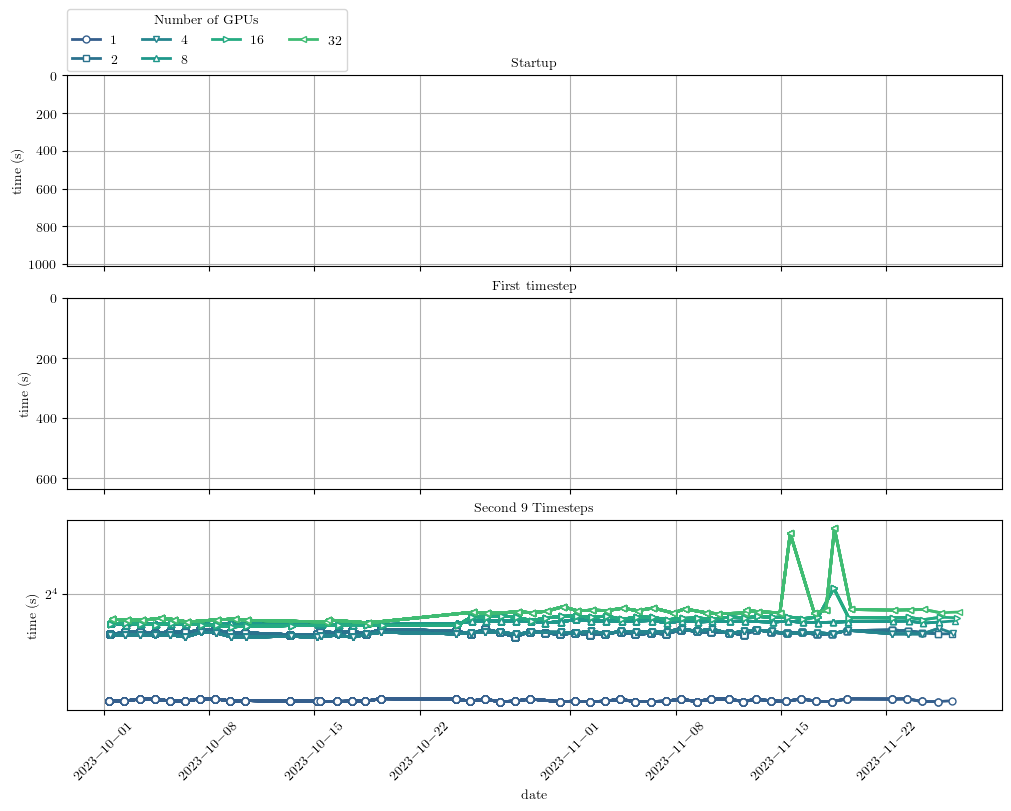 Number of GPUs
1 4 16 32
2 8
Startup
0
200
400
600
800
1000
time (s)
First timestep
0
200
400
600
time (s)
Second 9 Timesteps
2^4
time (s)
2023-10-01 2023-10-08 2023-10-15 2023-10-22 2023-11-01 2023-11-08 2023-11-15 2023-11-22
date